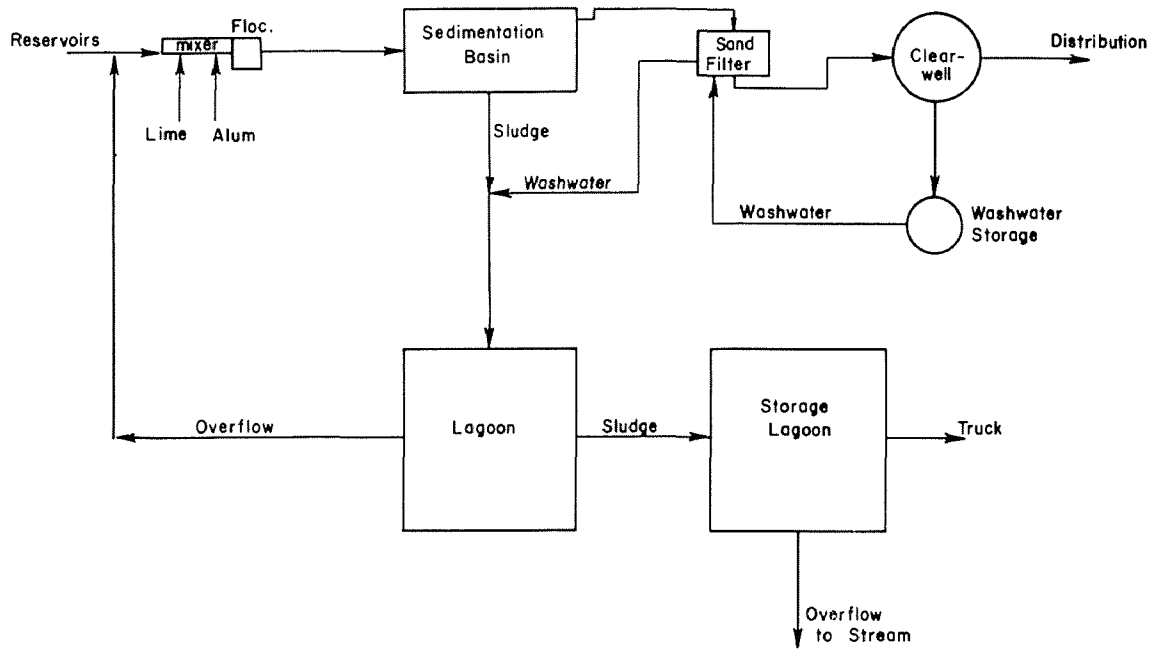 Reservoirs
Floc.
mixer
Lime
Alum
Sedimentation
Basin
Sand
Filter
Clear-
well
Distribution
Sludge
Washwater
Washwater
Washwater
Storage
Overflow
Lagoon
Sludge
Storage
Lagoon
Truck
Overflow
to Stream